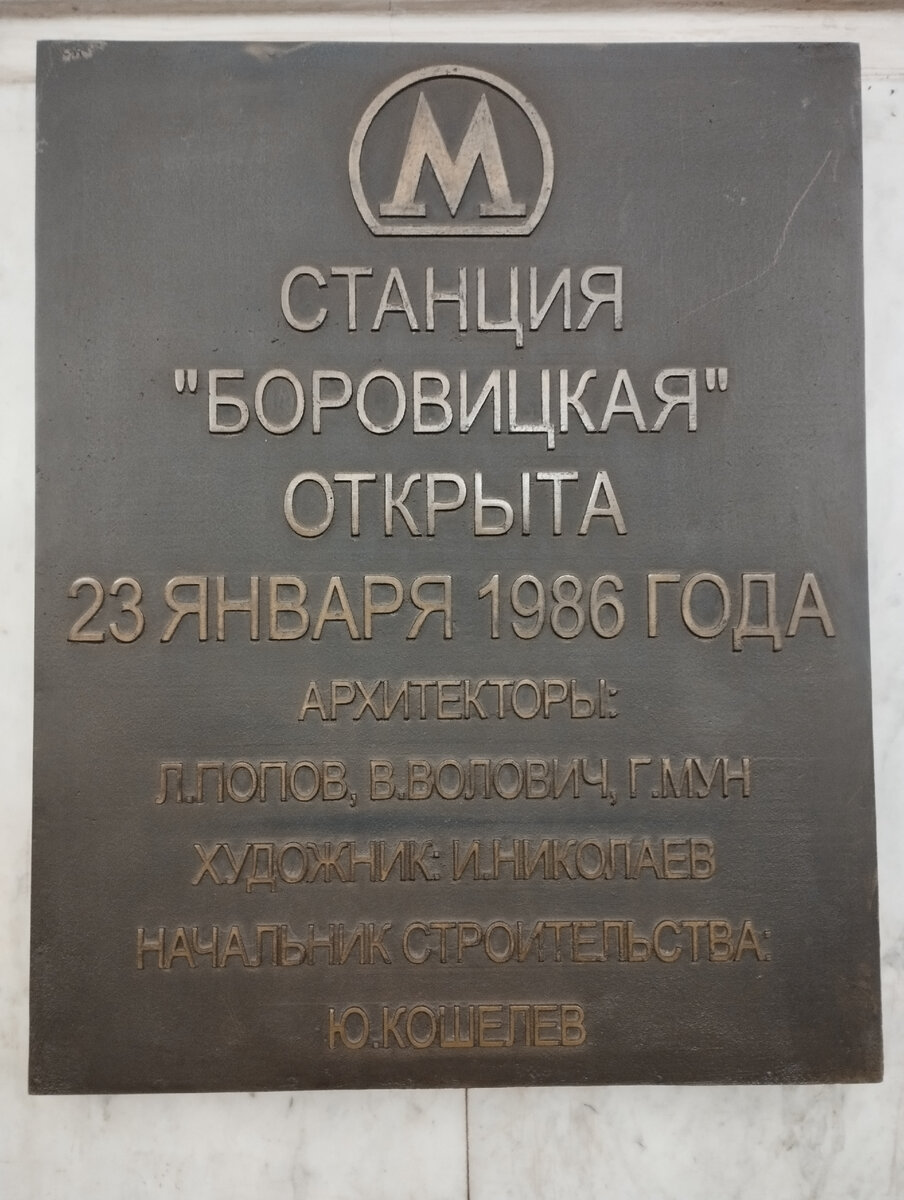 М
СТАНЦИЯ
"БОРОВИЦКАЯ"
ОТКРЫТА
23 ЯНВАРЯ 1986 ГОДА
АРХИТЕКТОРЫ:
Л.ПОПОВ, В.ВОЛОВИЧ, Г.МУН
ХУДОЖНИК: И.НИКОЛАЕВ
НАЧАЛЬНИК СТРОИТЕЛЬСТВА:
Ю.КОШЕЛЕВ